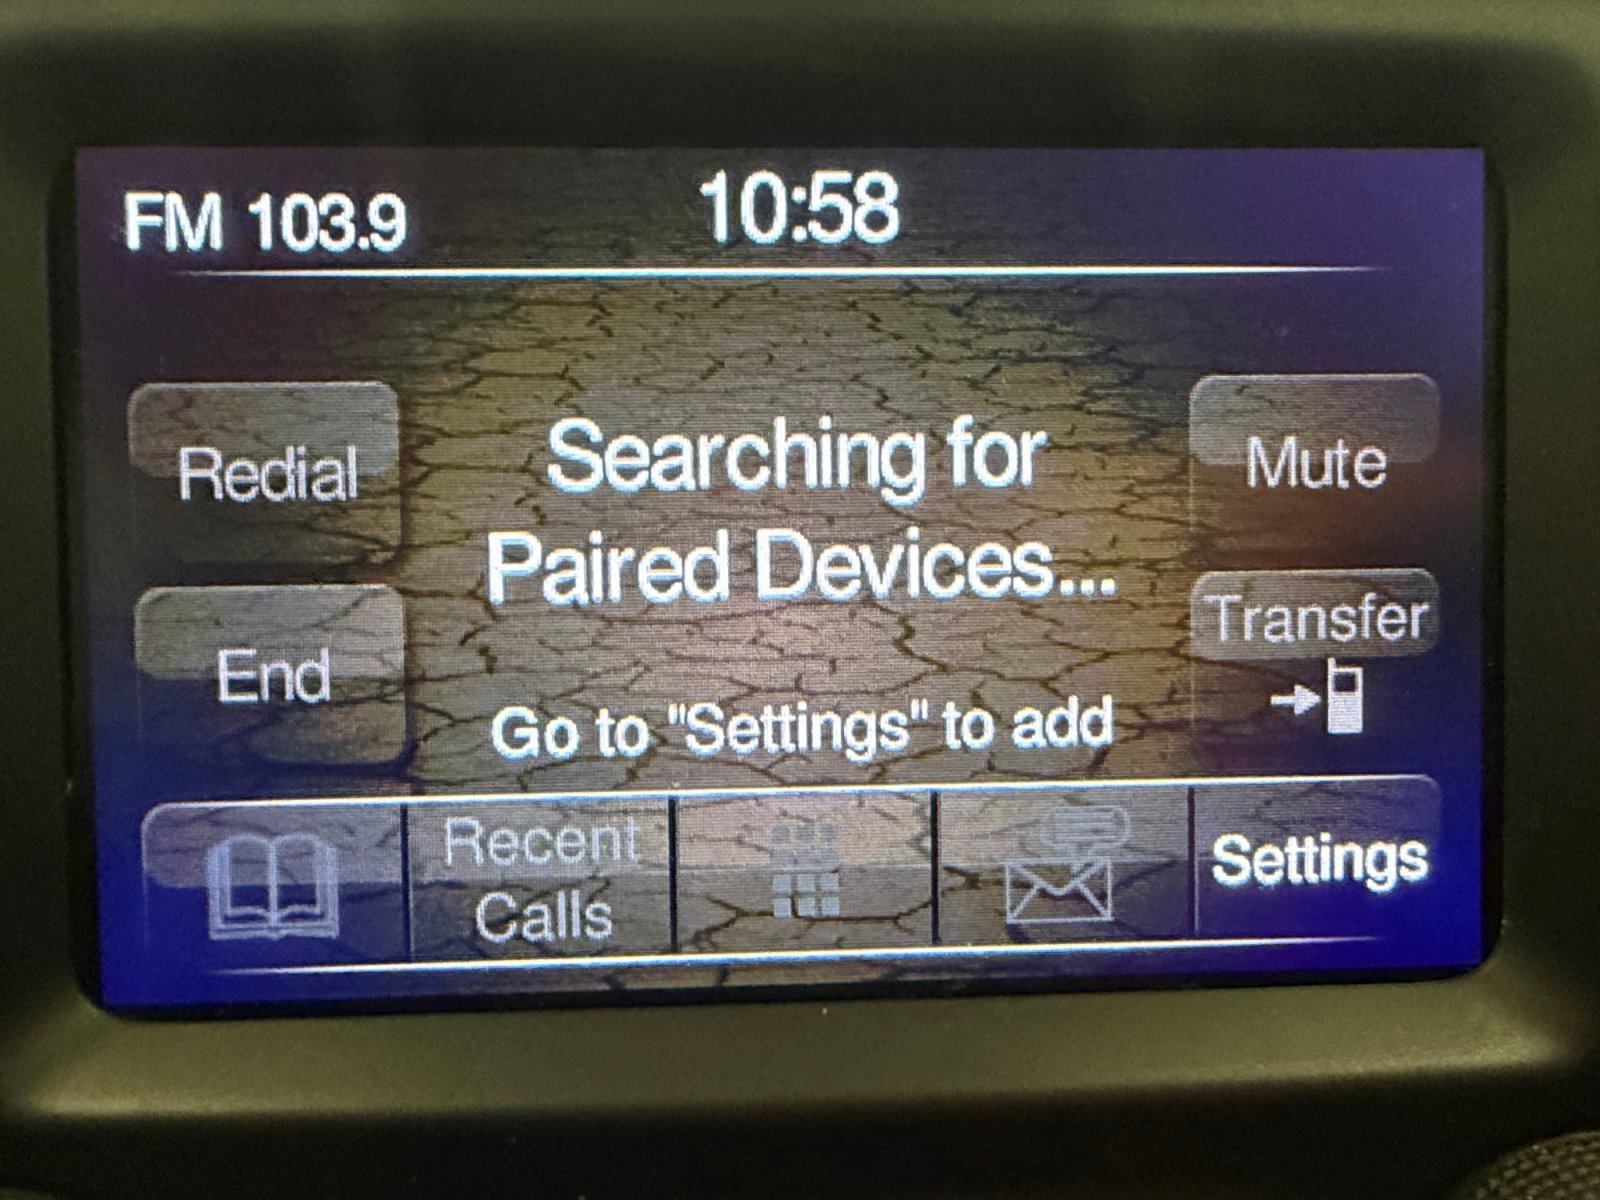 FM 103.9
10:58
Redial
Searching for
Paired Devices...
Mute
End
Transfer
Go to "Settings" to add
Recent
Calls
Settings